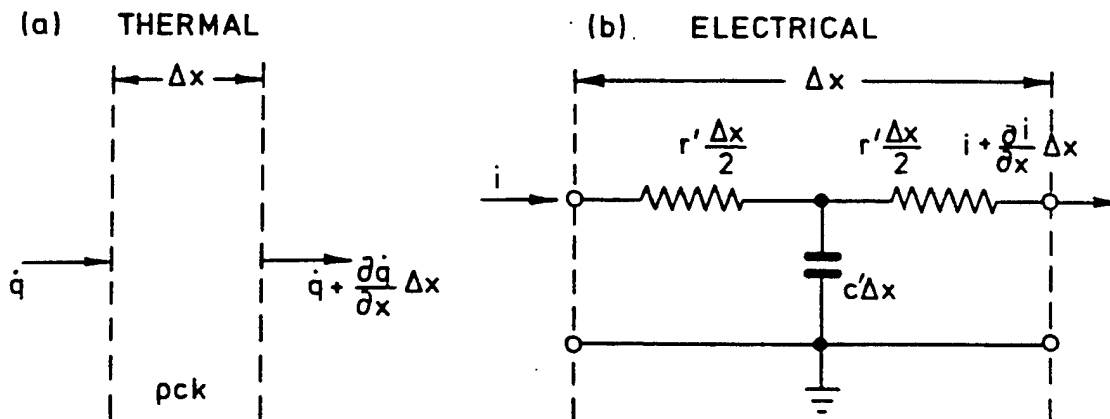 (a) THERMAL
Δx
q̇
q̇ + ∂q̇/∂x Δx
ρck
(b) ELECTRICAL
Δx
r' Δx/2
r' Δx/2
i + ∂i/∂x Δx
i
c'Δx